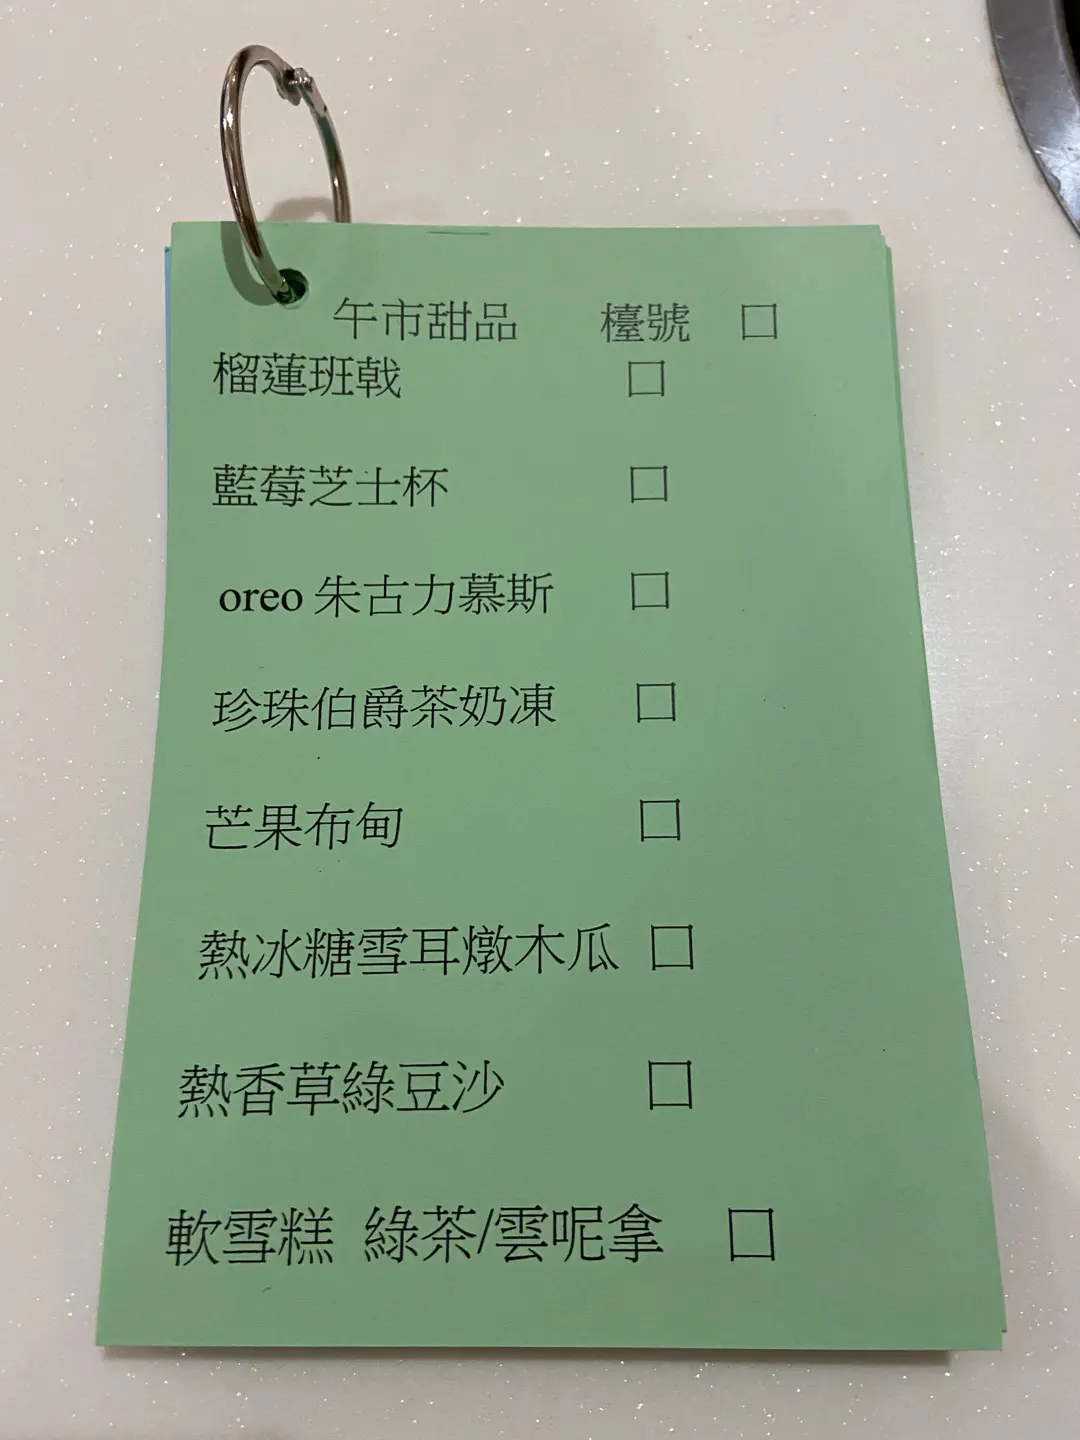 午市甜品 檯號 □
榴蓮班戟 □
藍莓芝士杯 □
oreo 朱古力慕斯 □
珍珠伯爵茶奶凍 □
芒果布甸 □
熱冰糖雪耳燉木瓜 □
熱香草綠豆沙 □
軟雪糕 綠茶/雲呢拿 □